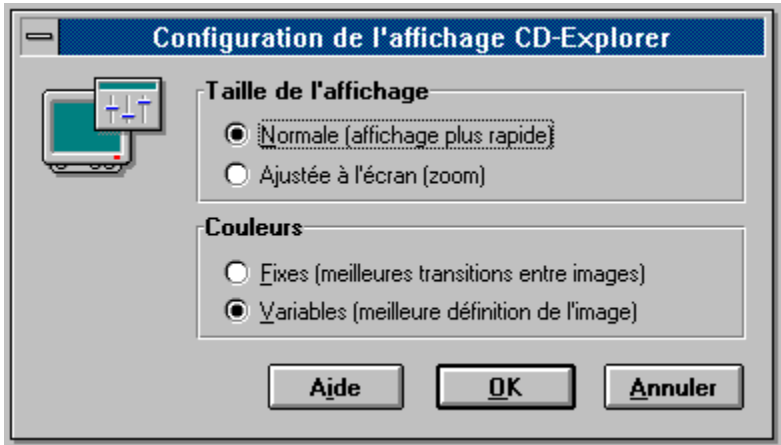 Configuration de l'affichage CD-Explorer
Taille de l'affichage
Normale (affichage plus rapide)
Ajustée à l'écran (zoom)
Couleurs
Fixes (meilleures transitions entre images)
Variables (meilleure définition de l'image)
Aide OK Annuler